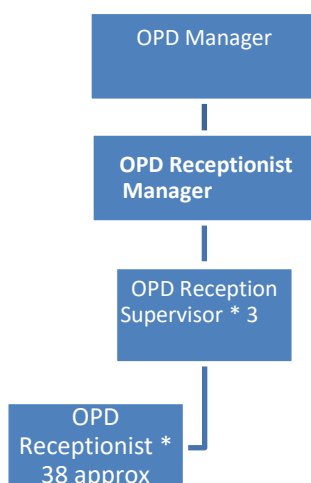 OPD Manager
OPD Receptionist
Manager
OPD Reception
Supervisor * 3
OPD
Receptionist *
38 approx